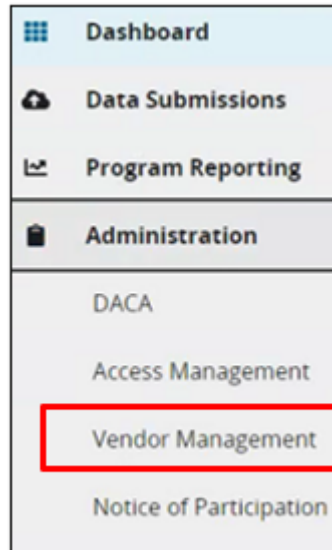 Dashboard
Data Submissions
Program Reporting
Administration
DACA
Access Management
Vendor Management
Notice of Participation